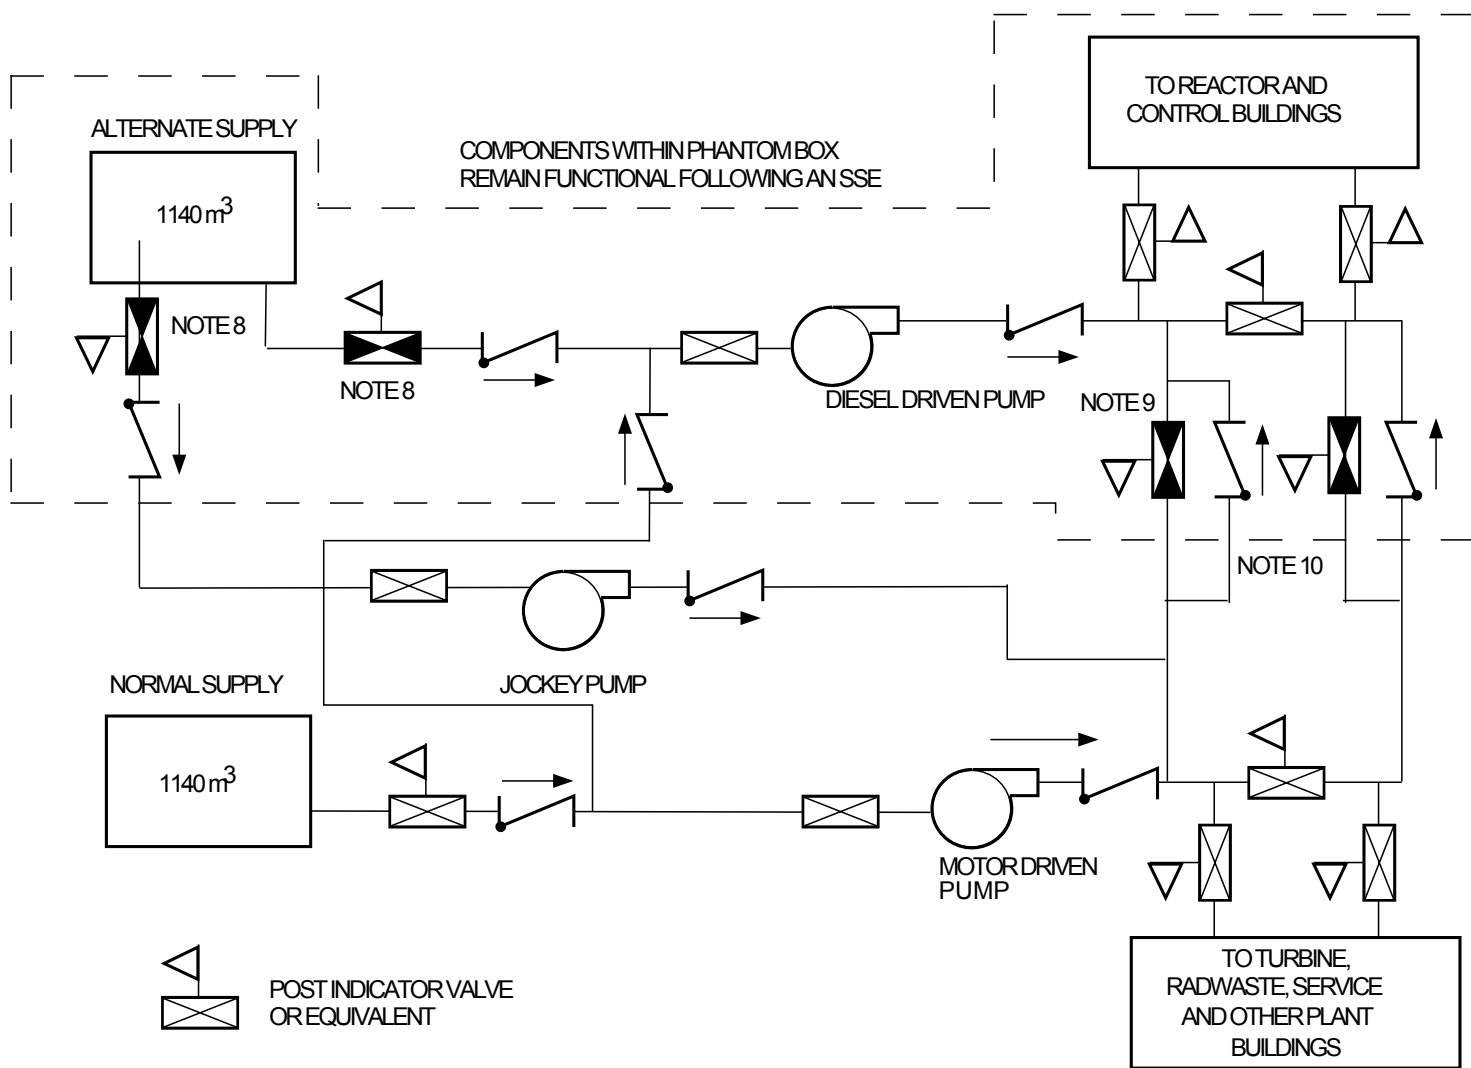 TO REACTOR AND
CONTROL BUILDINGS
ALTERNATE SUPPLY
COMPONENTS WITHIN PHANTOM BOX
REMAIN FUNCTIONAL FOLLOWING AN SSE
1140 m³
NOTE 8
NOTE 8
DIESEL DRIVEN PUMP
NOTE 9
NOTE 10
NORMAL SUPPLY
JOCKEY PUMP
1140 m³
MOTOR DRIVEN
PUMP
POST INDICATOR VALVE
OR EQUIVALENT
TO TURBINE,
RADWASTE, SERVICE
AND OTHER PLANT
BUILDINGS